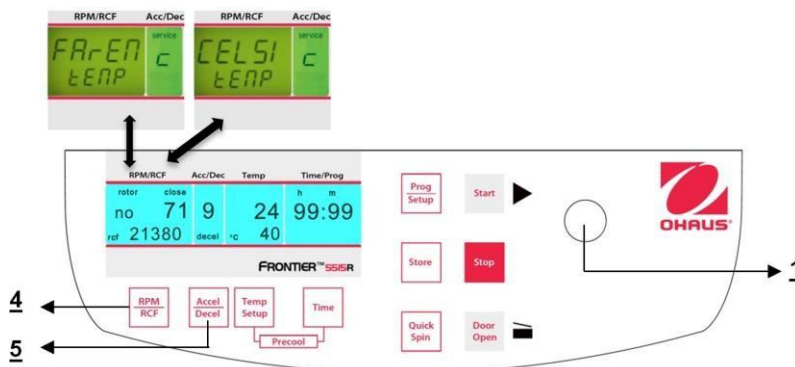 RPM/RCF Acc/Dec RPM/RCF Acc/Dec
service service
FArEn c CELSI c
tEnP tEnP
RPM/RCF Acc/Dec Temp Time/Prog
rotor close h m
no 71 9 24 99:99
rcf 21380 decel °C 40
FRONTIER™ 5515R
Prog
Setup
Start
OHAUS®
Store
Stop
1
4
RPM
RCF
Accel
Decel
Temp
Setup
Time
Precool
Quick
Spin
Door
Open
5